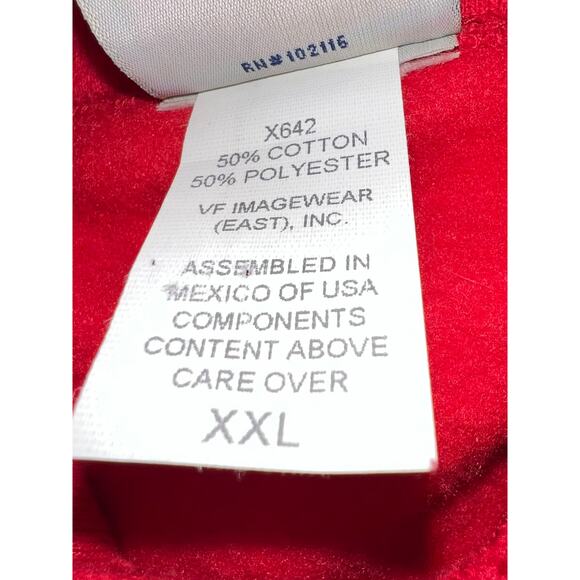 RN#102116
X642
50% COTTON
50% POLYESTER
VF IMAGEWEAR
(EAST), INC.
ASSEMBLED IN
MEXICO OF USA
COMPONENTS
CONTENT ABOVE
CARE OVER
XXL